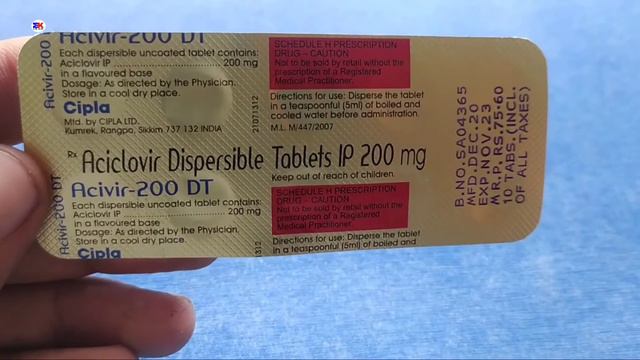 Acivir-200 DT
Each dispersible uncoated tablet contains:
Aciclovir IP ........................ 200 mg
in a flavoured base
Dosage: As directed by the Physician.
Store in a cool dry place.
Cipla
Mfd. by CIPLA LTD.
Kumrek, Rangpo, Sikkim 737 132 INDIA
Acivir-200
21071312
SCHEDULE H PRESCRIPTION
DRUG – CAUTION
Not to be sold by retail without the
prescription of a Registered
Medical Practitioner.
Directions for use: Disperse the tablet
in a teaspoonful (5ml) of boiled and
cooled water before administration.
M.L. M/447/2007
Rx Aciclovir Dispersible Tablets IP 200 mg
Keep out of reach of children.
Acivir-200 DT
Each dispersible uncoated tablet contains:
Aciclovir IP ........................ 200 mg
in a flavoured base
Dosage: As directed by the Physician.
Store in a cool dry place.
Cipla
Acivir-200 DT
312
SCHEDULE H PRESCRIPTION
DRUG – CAUTION
Not to be sold by retail without the
prescription of a Registered
Medical Practitioner.
Directions for use: Disperse the tablet
in a teaspoonful (5ml) of boiled and
B.NO.SA04365
MFD.DEC.20
EXP.NOV.23
M.R.P.RS.75-60
10 TABS.(INCL.
OF ALL TAXES)